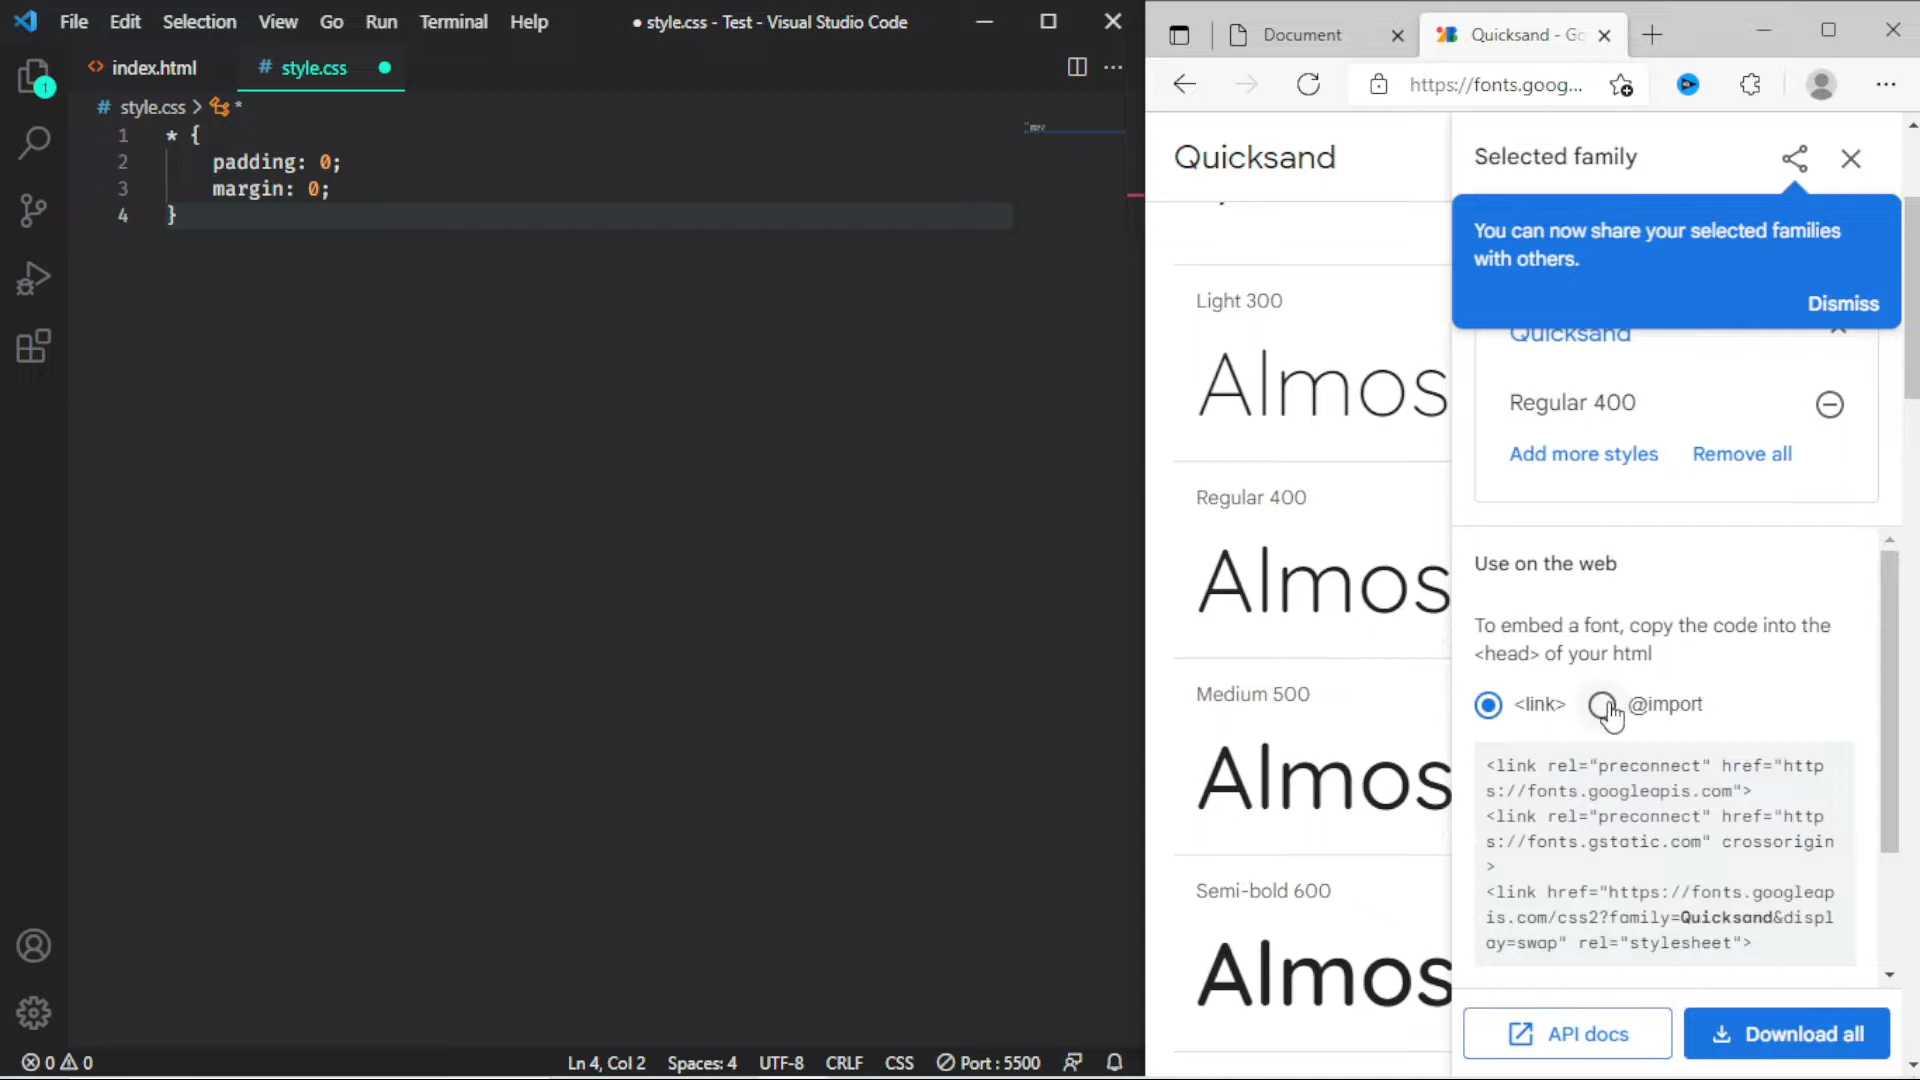 File Edit Selection View Go Run Terminal Help
● style.css - Test - Visual Studio Code
index.html
# style.css
1
# style.css > *
1 * {
2 padding: 0;
3 margin: 0;
4 }
0 0
Ln 4, Col 2 Spaces: 4 UTF-8 CRLF CSS Port : 5500
Document
Quicksand - Go
https://fonts.goog...
Quicksand
Selected family
You can now share your selected families
with others.
Dismiss
Light 300
Almos
Regular 400
Almos
Medium 500
Almos
Semi-bold 600
Almos
Quicksand
Regular 400
Add more styles Remove all
Use on the web
To embed a font, copy the code into the
<head> of your html
<link> @import
<link rel="preconnect" href="http
s://fonts.googleapis.com">
<link rel="preconnect" href="http
s://fonts.gstatic.com" crossorigin
>
<link href="https://fonts.googleap
is.com/css2?family=Quicksand&displ
ay=swap" rel="stylesheet">
API docs
Download all